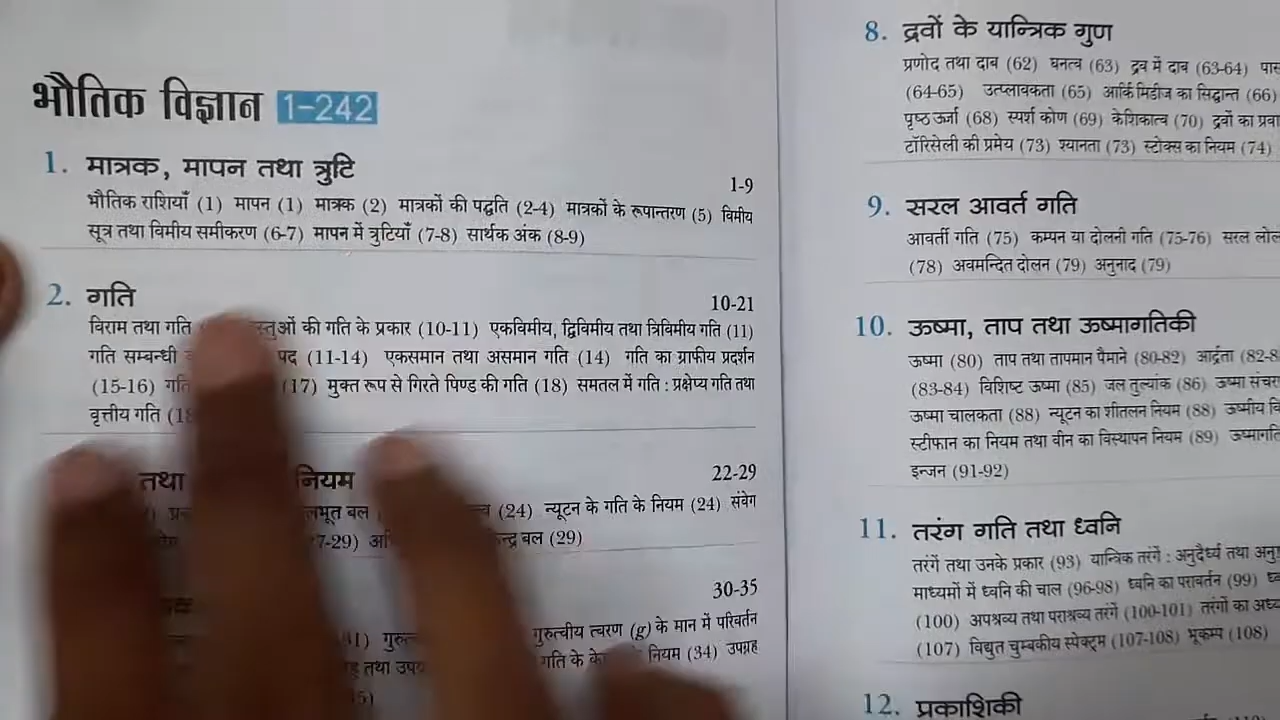 भौतिक विज्ञान 1-242
1. मात्रक, मापन तथा त्रुटि 1-9
भौतिक राशियाँ (1) मापन (1) मात्रक (2) मात्रकों की पद्धति (2-4) मात्रकों के रूपान्तरण (5) विमीय
सूत्र तथा विमीय समीकरण (6-7) मापन में त्रुटियाँ (7-8) सार्थक अंक (8-9)
2. गति 10-21
विराम तथा गति की गति के प्रकार (10-11) एकविमीय, द्विविमीय तथा त्रिविमीय गति (11)
गति सम्बन्धी पद (11-14) एकसमान तथा असमान गति (14) गति का ग्राफीय प्रदर्शन
(15-16) (17) मुक्त रूप से गिरते पिण्ड की गति (18) समतल में गति : प्रक्षेप्य गति तथा
वृत्तीय गति
तथा नियम 22-29
बल (24) न्यूटन के गति के नियम (24) संवेग
बल (29)
30-35
गुरुत्वीय त्वरण (g) के मान में परिवर्तन
तथा गति के नियम (34) उपग्रह
8. द्रवों के यान्त्रिक गुण
प्रणोद तथा दाब (62) घनत्व (63) द्रव में दाब (63-64)
(64-65) उत्प्लावकता (65) आर्किमिडीज का सिद्धान्त (66)
पृष्ठ ऊर्जा (68) स्पर्श कोण (69) केशिकात्व (70) द्रवों का
टॉरिसेली की प्रमेय (73) श्यानता (73) स्टोक्स का नियम (74)
9. सरल आवर्त गति
आवर्ती गति (75) कम्पन या दोलनी गति (75-76) सरल
(78) अवमन्दित दोलन (79) अनुनाद (79)
10. ऊष्मा, ताप तथा ऊष्मागतिकी
ऊष्मा (80) ताप तथा तापमान पैमाने (80-82) आर्द्रता
(83-84) विशिष्ट ऊष्मा (85) जल तुल्यांक (86) ऊष्मा
ऊष्मा चालकता (88) न्यूटन का शीतलन नियम (88) ऊष्मीय
स्टीफान का नियम तथा वीन का विस्थापन नियम (89)
इन्जन (91-92)
11. तरंग गति तथा ध्वनि
तरंगें तथा उनके प्रकार (93) यान्त्रिक तरंगें : अनुदैर्ध्य तथा
माध्यमों में ध्वनि की चाल (96-98) ध्वनि का परावर्तन (99)
(100) अपश्रव्य तथा पराश्रव्य तरंगें (100-101) तरंगों का
(107) विद्युत चुम्बकीय स्पेक्ट्रम (107-108) भूकम्प (108)
12. प्रकाशिकी